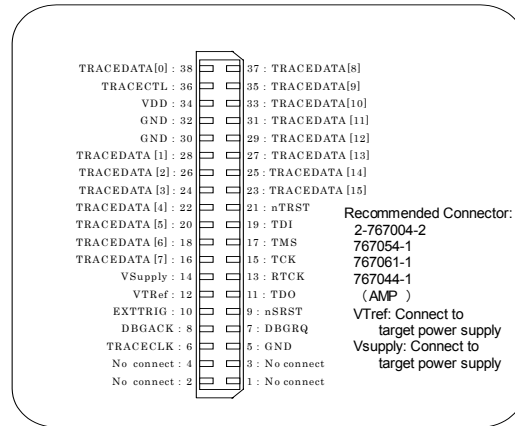 TRACEDATA[0] : 38 37 : TRACEDATA[8]
TRACECTL : 36 35 : TRACEDATA[9]
VDD : 34 33 : TRACEDATA[10]
GND : 32 31 : TRACEDATA [11]
GND : 30 29 : TRACEDATA [12]
TRACEDATA [1] : 28 27 : TRACEDATA [13]
TRACEDATA [2] : 26 25 : TRACEDATA [14]
TRACEDATA [3] : 24 23 : TRACEDATA [15]
TRACEDATA [4] : 22 21 : nTRST
TRACEDATA [5] : 20 19 : TDI
TRACEDATA [6] : 18 17 : TMS
TRACEDATA [7] : 16 15 : TCK
VSupply : 14 13 : RTCK
VTRef : 12 11 : TDO
EXTTRIG : 10 9 : nSRST
DBGACK : 8 7 : DBGRQ
TRACECLK : 6 5 : GND
No connect : 4 3 : No connect
No connect : 2 1 : No connect
Recommended Connector:
2-767004-2
767054-1
767061-1
767044-1
(AMP )
VTref: Connect to
target power supply
Vsupply: Connect to
target power supply